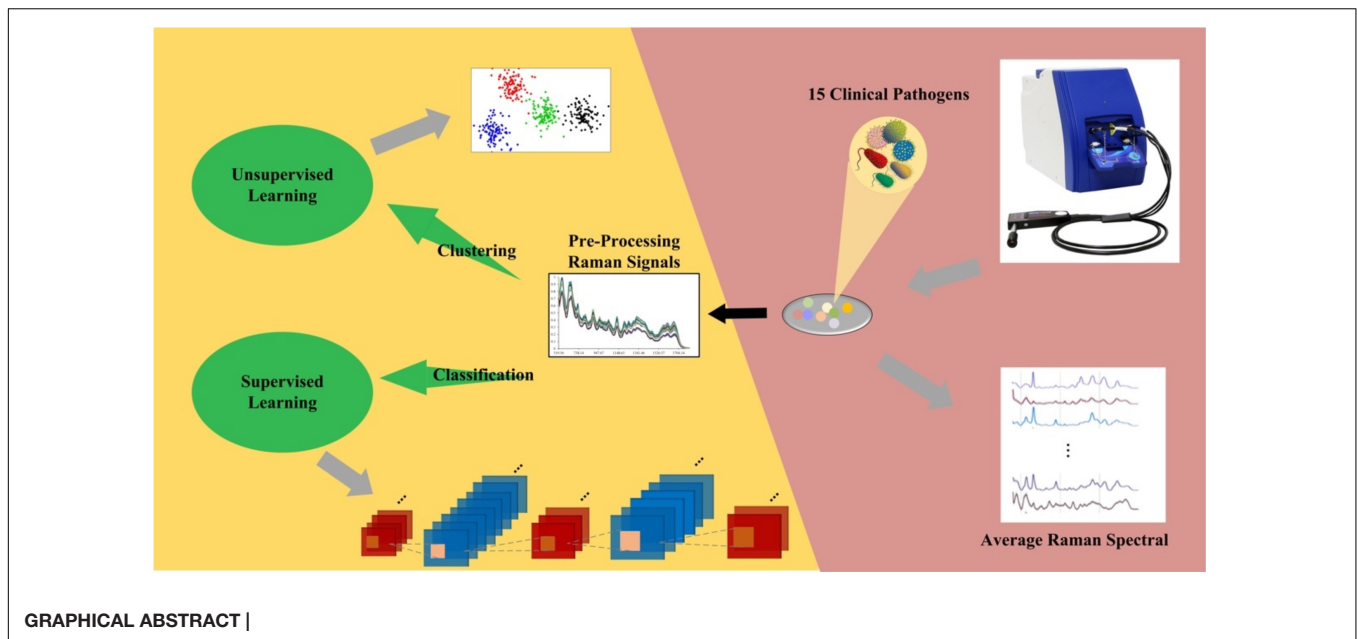 15 Clinical Pathogens
Unsupervised
Learning
Clustering
Pre-Processing
Raman Signals
Classification
Supervised
Learning
Average Raman Spectral
GRAPHICAL ABSTRACT |